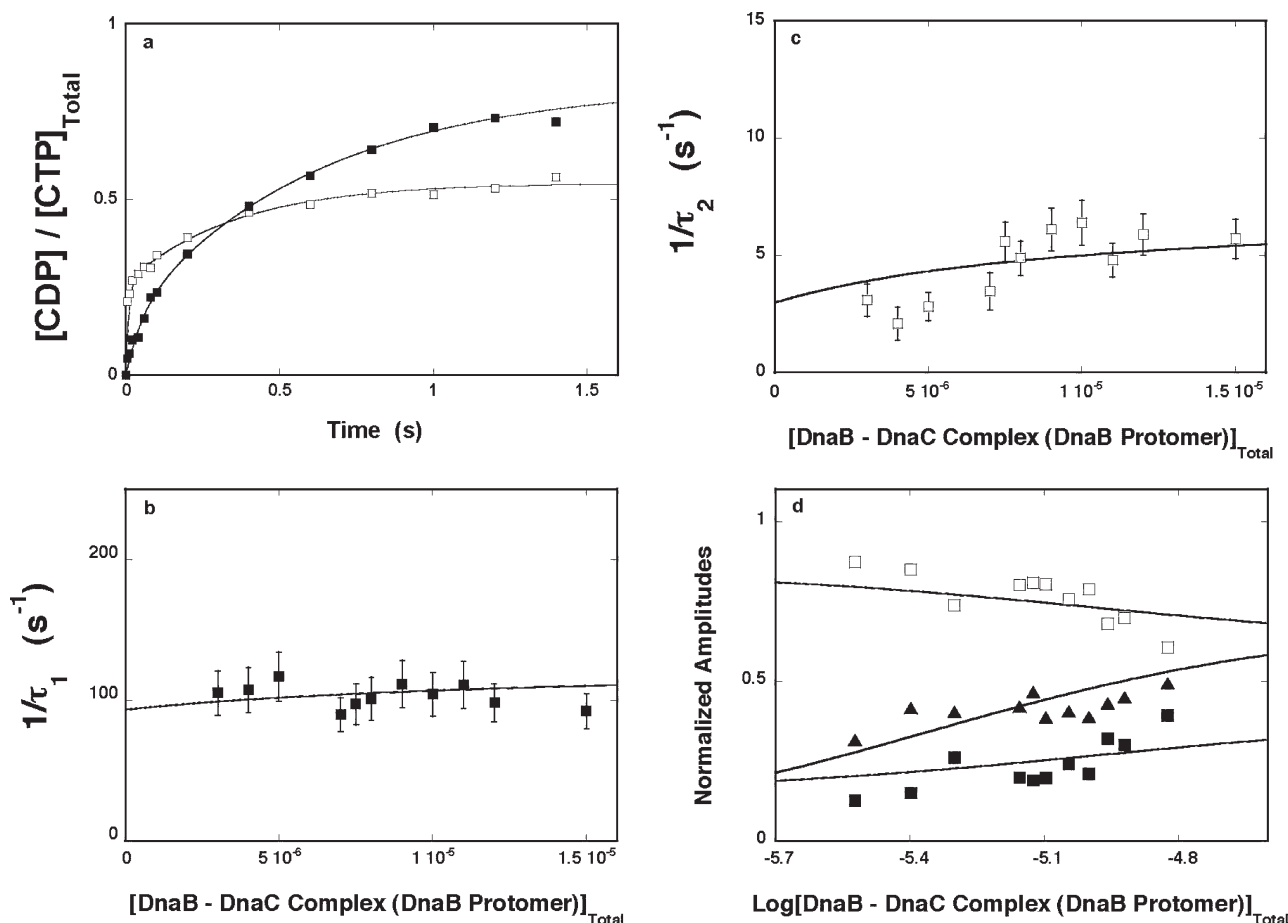 a
1
0.5
0
0
0.5
1
1.5
[CDP] / [CTP]Total
Time (s)
c
15
10
5
0
0
5 10-6
1 10-5
1.5 10-5
1/τ2 (s-1)
[DnaB - DnaC Complex (DnaB Protomer)]Total
b
200
100
0
0
5 10-6
1 10-5
1.5 10-5
1/τ1 (s-1)
[DnaB - DnaC Complex (DnaB Protomer)]Total
d
1
0.5
0
-5.7
-5.4
-5.1
-4.8
Normalized Amplitudes
Log[DnaB - DnaC Complex (DnaB Protomer)]Total